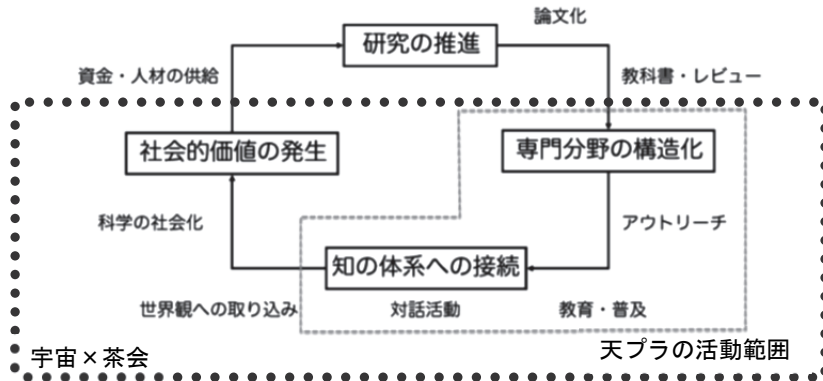 論文化
研究の推進
資金・人材の供給
教科書・レビュー
社会的価値の発生
専門分野の構造化
科学の社会化
アウトリーチ
知の体系への接続
世界観への取り込み
対話活動
教育・普及
宇宙×茶会
天プラの活動範囲